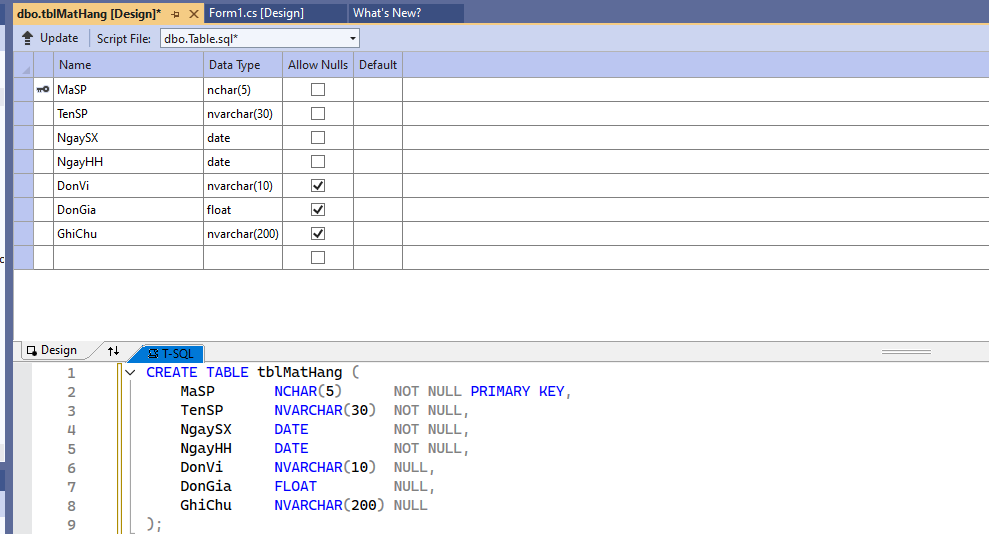 dbo.tblMatHang [Design]* Form1.cs [Design] What's New?
Update Script File: dbo.Table.sql*
Name Data Type Allow Nulls Default
MaSP nchar(5)
TenSP nvarchar(30)
NgaySX date
NgayHH date
DonVi nvarchar(10)
DonGia float
GhiChu nvarchar(200)
Design T-SQL
1 CREATE TABLE tblMatHang (
2 MaSP NCHAR(5) NOT NULL PRIMARY KEY,
3 TenSP NVARCHAR(30) NOT NULL,
4 NgaySX DATE NOT NULL,
5 NgayHH DATE NOT NULL,
6 DonVi NVARCHAR(10) NULL,
7 DonGia FLOAT NULL,
8 GhiChu NVARCHAR(200) NULL
9 );